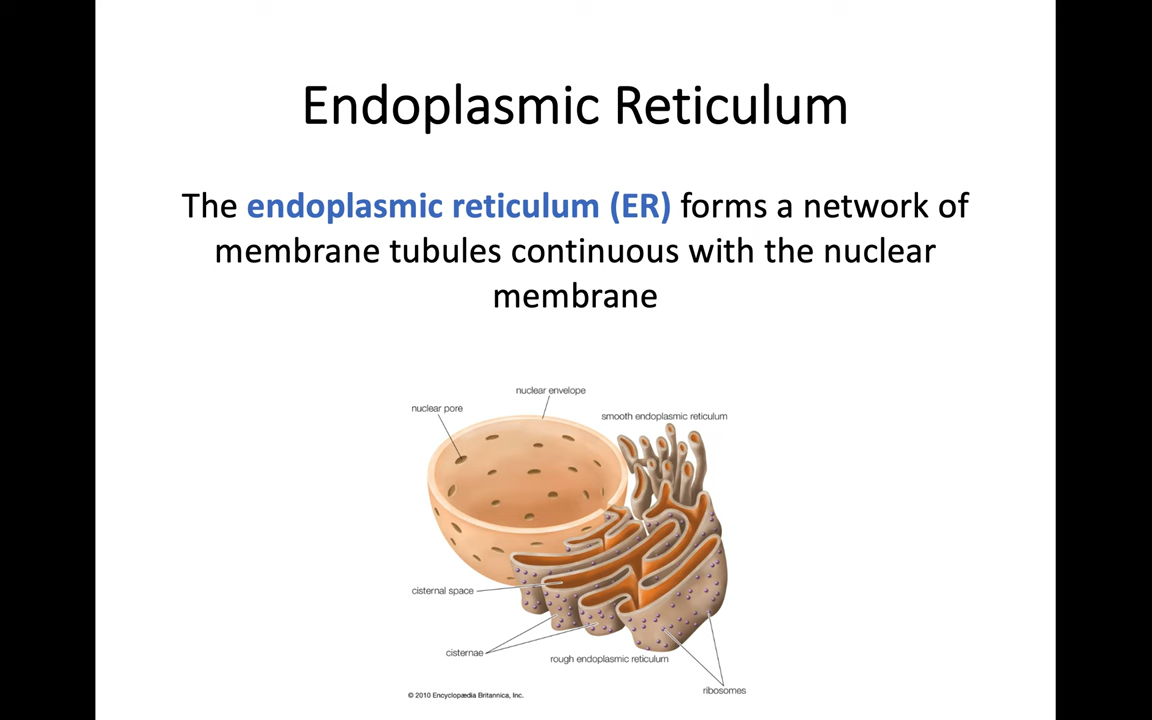 Endoplasmic Reticulum
The endoplasmic reticulum (ER) forms a network of
membrane tubules continuous with the nuclear
membrane
nuclear envelope
nuclear pore
smooth endoplasmic reticulum
cisternal space
cisternae
rough endoplasmic reticulum
ribosomes
© 2010 Encyclopædia Britannica, Inc.